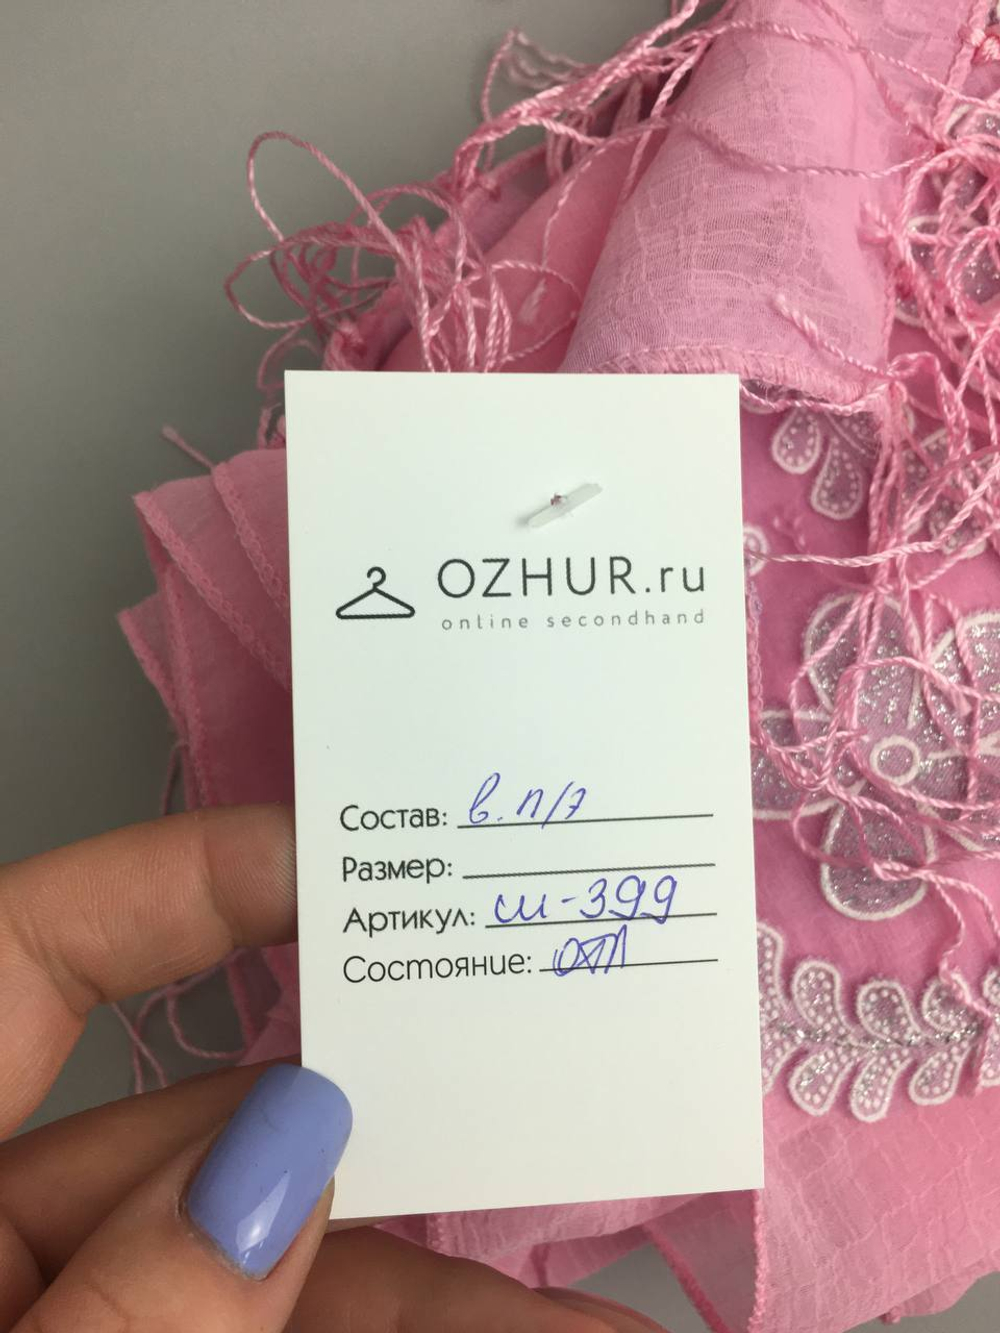 OZHUR.ru
online secondhand
Состав: в. п/э
Размер:
Артикул: ш-399
Состояние: отл